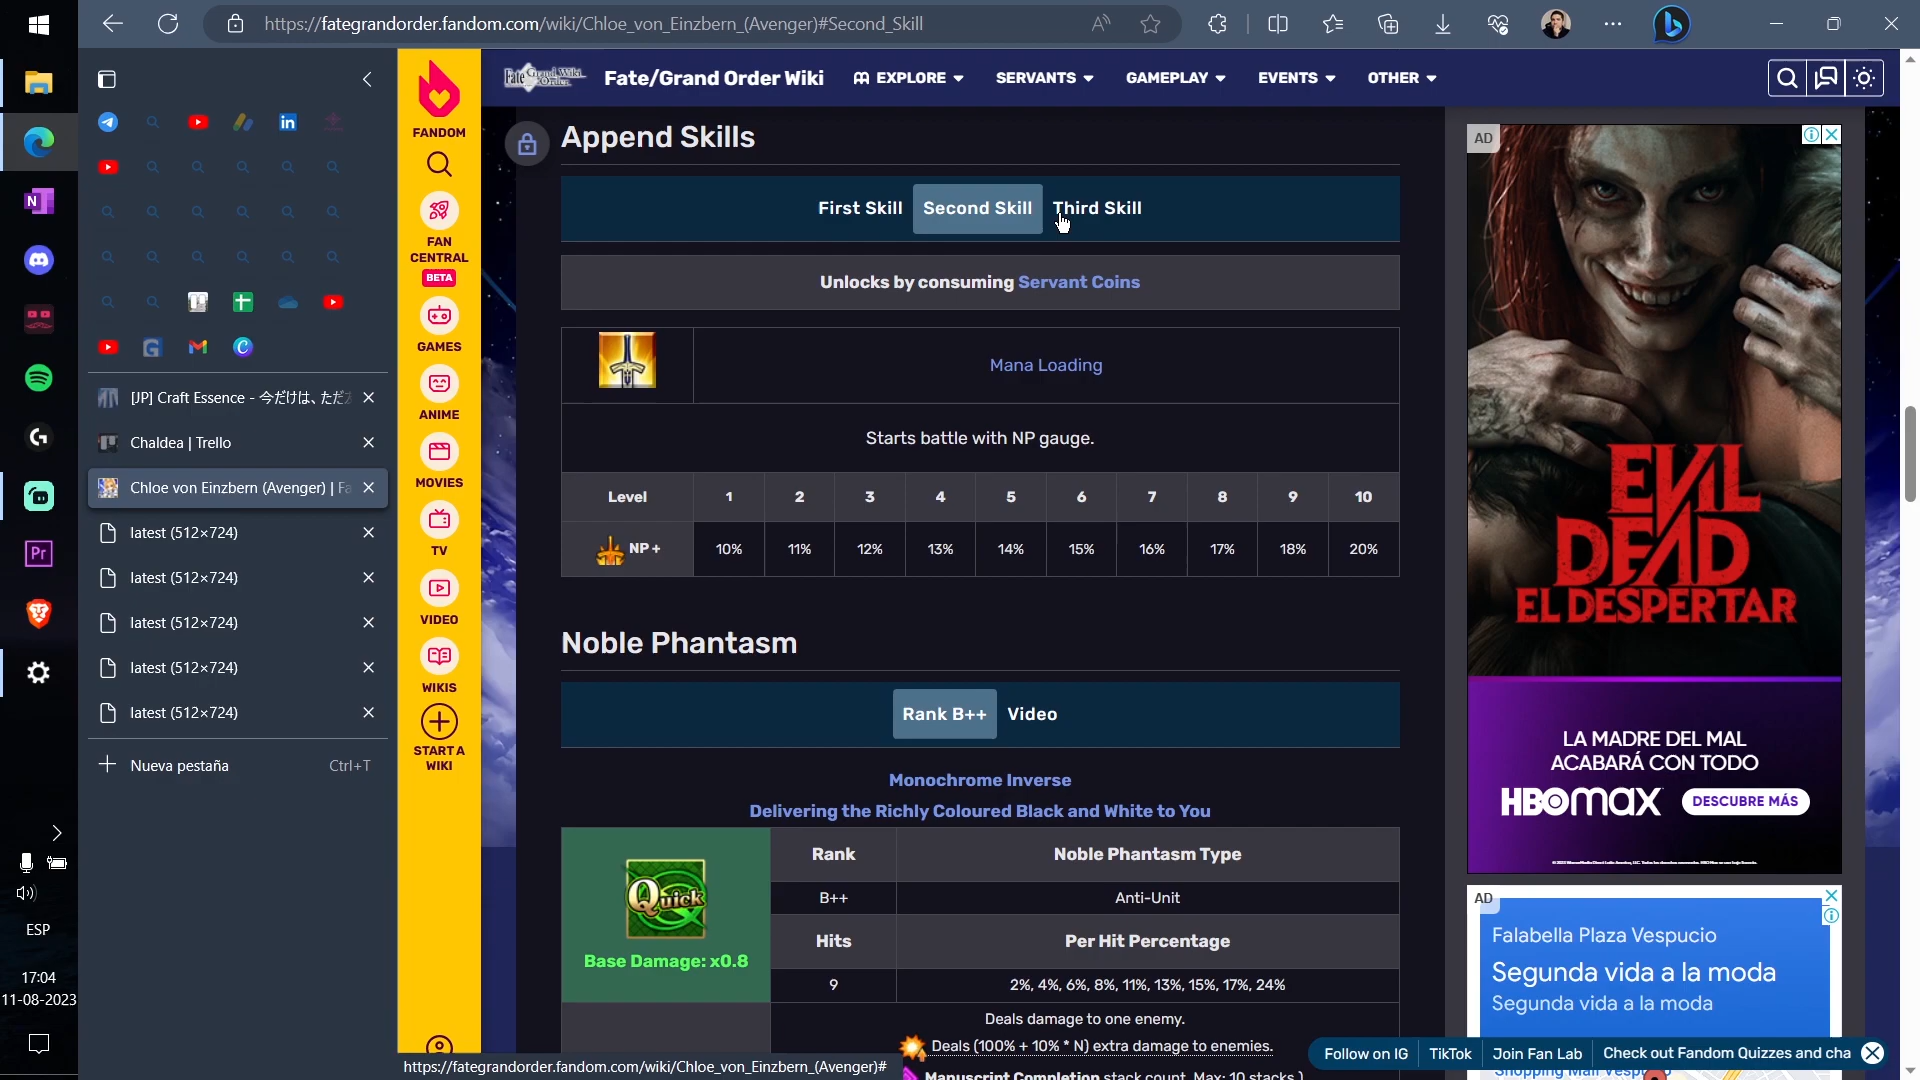 https://fategrandorder.fandom.com/wiki/Chloe_von_Einzbern_(Avenger)#Second_Skill
Fate/Grand Order Wiki
EXPLORE
SERVANTS
GAMEPLAY
EVENTS
OTHER
FANDOM
FAN CENTRAL
BETA
GAMES
ANIME
MOVIES
TV
VIDEO
WIKIS
START A WIKI
[JP] Craft Essence - 今だけは、ただ
Chaldea | Trello
Chloe von Einzbern (Avenger) | Fa
latest (512×724)
latest (512×724)
latest (512×724)
latest (512×724)
latest (512×724)
Nueva pestaña Ctrl+T
ESP
17:04
11-08-2023
Append Skills
First Skill Second Skill Third Skill
Unlocks by consuming Servant Coins
Mana Loading
Starts battle with NP gauge.
Level 1 2 3 4 5 6 7 8 9 10
NP + 10% 11% 12% 13% 14% 15% 16% 17% 18% 20%
Noble Phantasm
Rank B++ Video
Monochrome Inverse
Delivering the Richly Coloured Black and White to You
Quick
Base Damage: x0.8
Rank Noble Phantasm Type
B++ Anti-Unit
Hits Per Hit Percentage
9 2%, 4%, 6%, 8%, 11%, 13%, 15%, 17%, 24%
Deals damage to one enemy.
Deals (100% + 10% * N) extra damage to enemies.
Manuscript Completion stack count. Max: 10 stacks.)
https://fategrandorder.fandom.com/wiki/Chloe_von_Einzbern_(Avenger)#
AD
EVIL
DEAD
EL DESPERTAR
LA MADRE DEL MAL
ACABARÁ CON TODO
HBOMAX DESCUBRE MÁS
AD
Falabella Plaza Vespucio
Segunda vida a la moda
Segunda vida a la moda
Follow on IG TikTok Join Fan Lab Check out Fandom Quizzes and cha